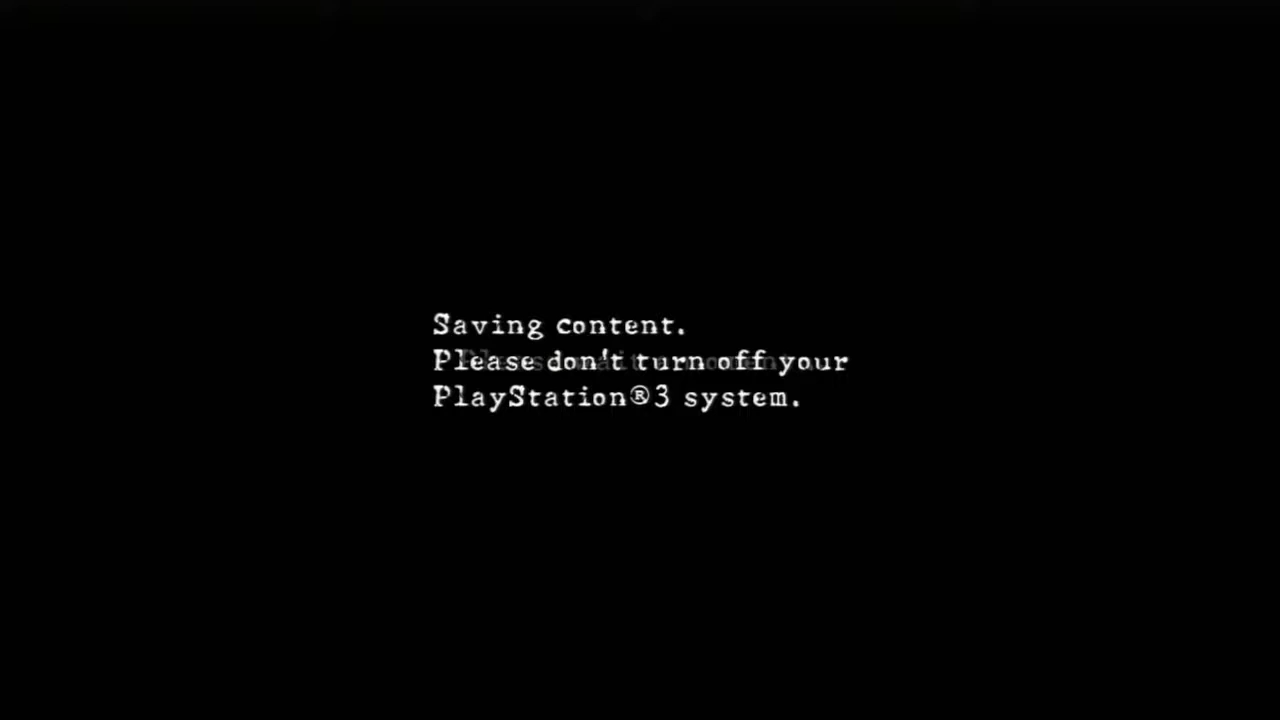 Saving content.
Please don't turn off your
PlayStation®3 system.